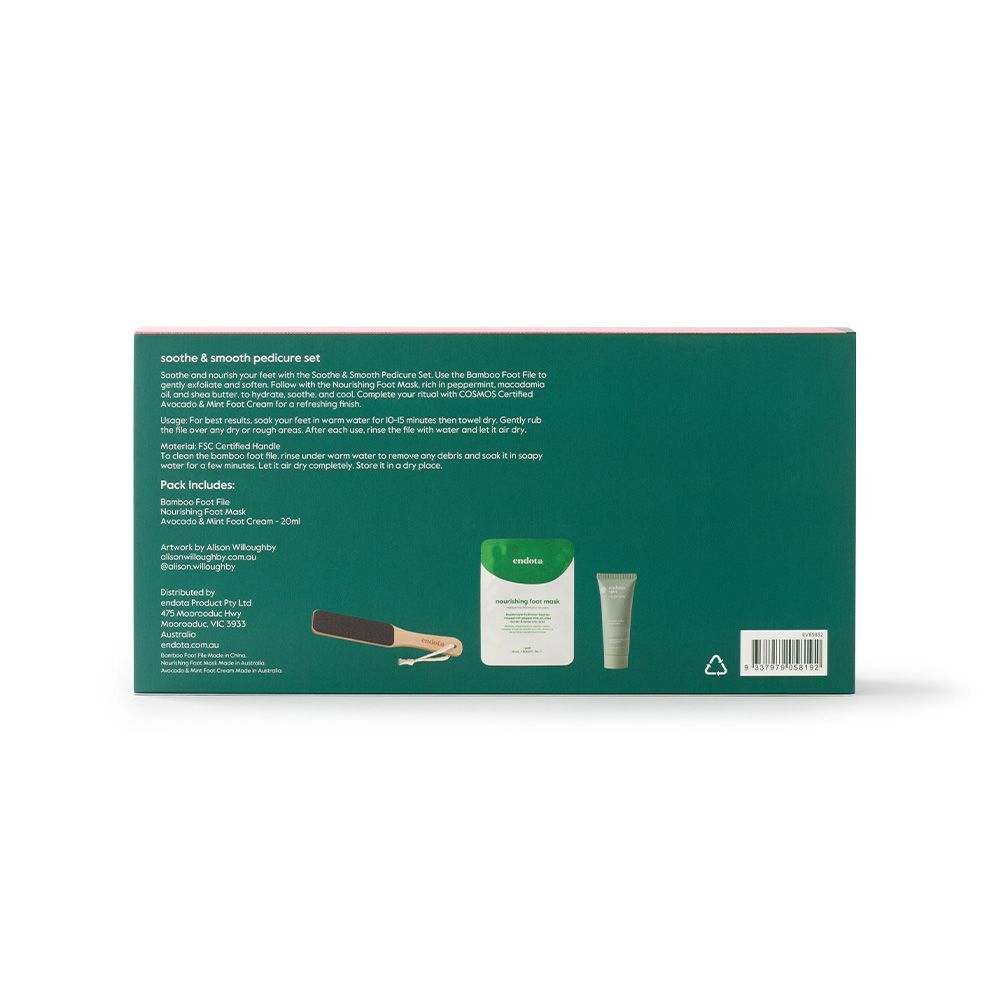 soothe & smooth pedicure set
Soothe and nourish your feet with the Soothe & Smooth Pedicure Set. Use the Bamboo Foot File to
gently exfoliate and soften. Follow with the Nourishing Foot Mask, rich in peppermint, macadamia
oil, and shea butter, to hydrate, soothe, and cool. Complete your ritual with COSMOS Certified
Avocado & Mint Foot Cream for a refreshing finish.
Usage: For best results, soak your feet in warm water for 10-15 minutes then towel dry. Gently rub
the file over any dry or rough areas. After each use, rinse the file with water and let it air dry.
Material: FSC Certified Handle
To clean the bamboo foot file, rinse under warm water to remove any debris and soak it in soapy
water for a few minutes. Let it air dry completely. Store it in a dry place.
Pack Includes:
Bamboo Foot File
Nourishing Foot Mask
Avocado & Mint Foot Cream - 20ml
Artwork by Alison Willoughby
alisonwilloughby.com.au
@alison.willoughby
Distributed by
endota Product Pty Ltd
475 Moorooduc Hwy
Moorooduc, VIC 3933
Australia
endota.com.au
Bamboo Foot File Made in China.
Nourishing Foot Mask Made in Australia.
Avocado & Mint Foot Cream Made in Australia.
endota
endota
nourishing foot mask
EVR5032
9 337979 058192